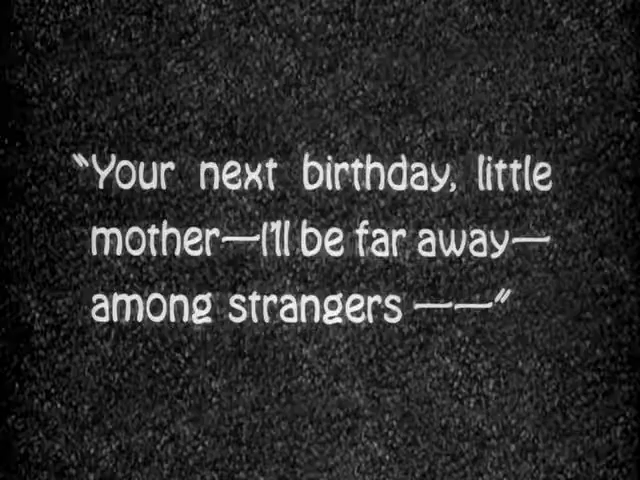 "Your next birthday, little
mother—I'll be far away—
among strangers ——"